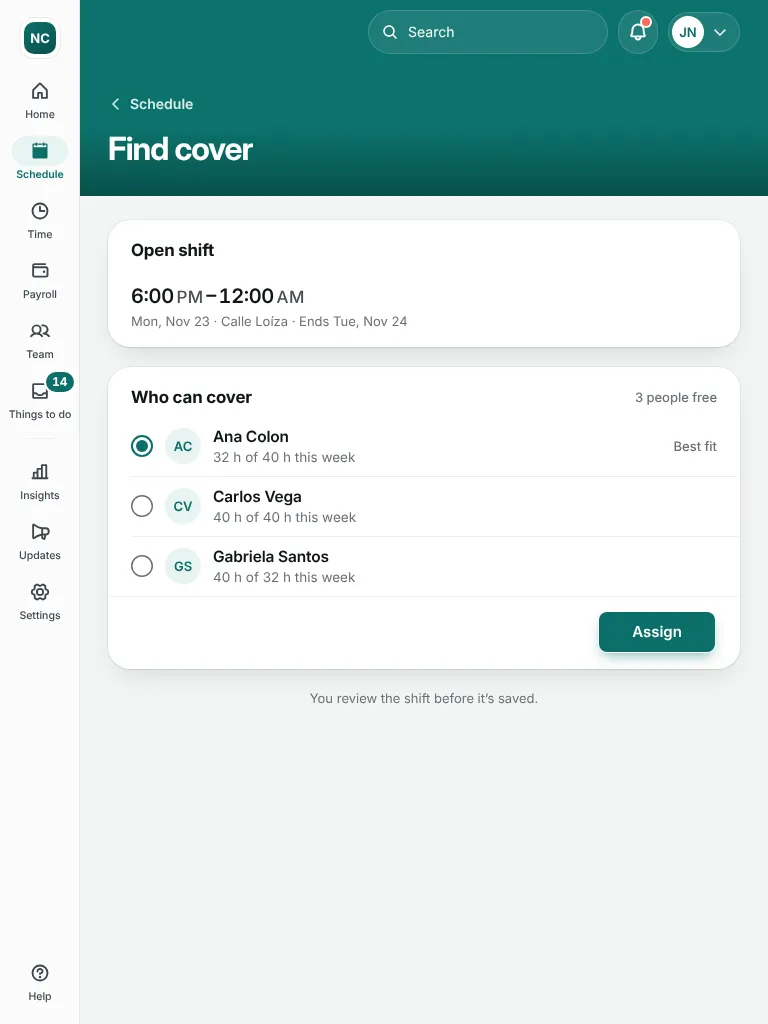 NC
Home
Schedule
Time
Payroll
Team
14
Things to do
Insights
Updates
Settings
Help
Search
JN
Schedule
Find cover
Open shift
6:00 PM – 12:00 AM
Mon, Nov 23 · Calle Loíza · Ends Tue, Nov 24
Who can cover
3 people free
AC
Ana Colon
32 h of 40 h this week
Best fit
CV
Carlos Vega
40 h of 40 h this week
GS
Gabriela Santos
40 h of 32 h this week
Assign
You review the shift before it’s saved.